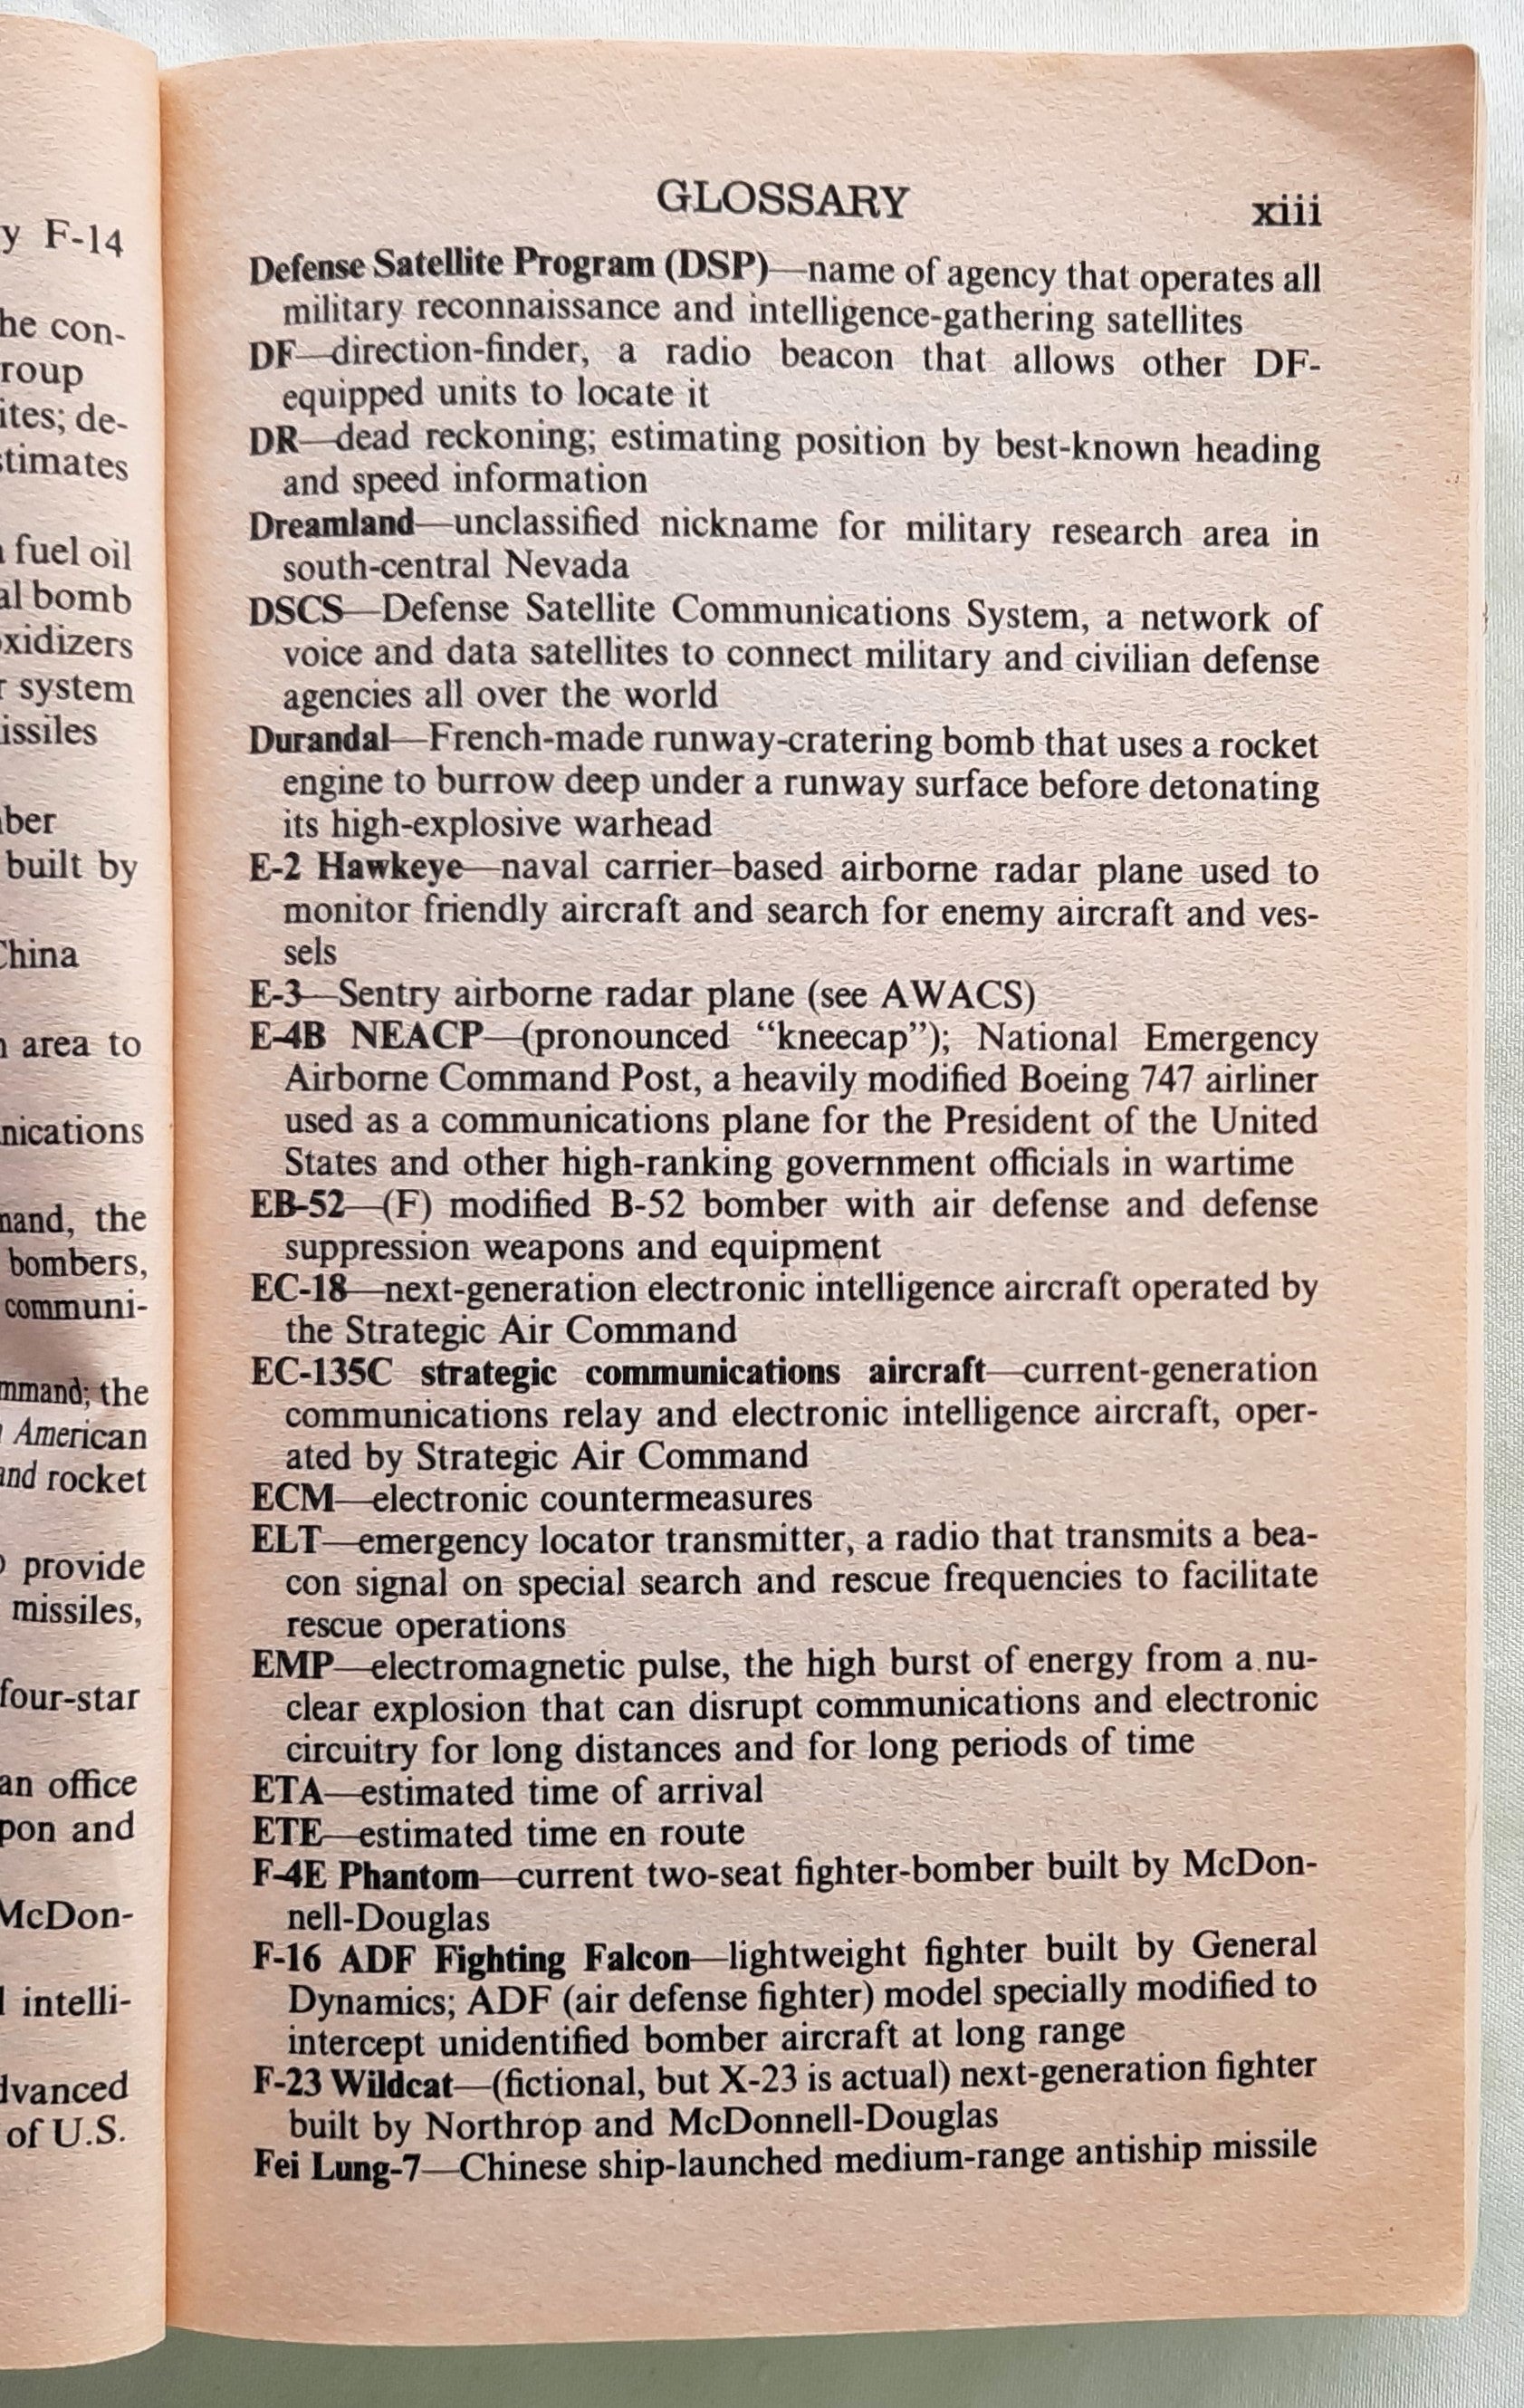 y F-14
he con-
roup
ites; de-
timates
fuel oil
al bomb
oxidizers
r system
issiles
ber
built by
China
area to
nications
mand, the
bombers,
communi-
mmand; the
American
and rocket
provide
missiles,
four-star
an office
pon and
McDon-
intelli-
dvanced
of U.S.
GLOSSARY xiii
Defense Satellite Program (DSP)—name of agency that operates all
military reconnaissance and intelligence-gathering satellites
DF—direction-finder, a radio beacon that allows other DF-
equipped units to locate it
DR—dead reckoning; estimating position by best-known heading
and speed information
Dreamland—unclassified nickname for military research area in
south-central Nevada
DSCS—Defense Satellite Communications System, a network of
voice and data satellites to connect military and civilian defense
agencies all over the world
Durandal—French-made runway-cratering bomb that uses a rocket
engine to burrow deep under a runway surface before detonating
its high-explosive warhead
E-2 Hawkeye—naval carrier–based airborne radar plane used to
monitor friendly aircraft and search for enemy aircraft and ves-
sels
E-3—Sentry airborne radar plane (see AWACS)
E-4B NEACP—(pronounced “kneecap”); National Emergency
Airborne Command Post, a heavily modified Boeing 747 airliner
used as a communications plane for the President of the United
States and other high-ranking government officials in wartime
EB-52—(F) modified B-52 bomber with air defense and defense
suppression weapons and equipment
EC-18—next-generation electronic intelligence aircraft operated by
the Strategic Air Command
EC-135C strategic communications aircraft—current-generation
communications relay and electronic intelligence aircraft, oper-
ated by Strategic Air Command
ECM—electronic countermeasures
ELT—emergency locator transmitter, a radio that transmits a bea-
con signal on special search and rescue frequencies to facilitate
rescue operations
EMP—electromagnetic pulse, the high burst of energy from a nu-
clear explosion that can disrupt communications and electronic
circuitry for long distances and for long periods of time
ETA—estimated time of arrival
ETE—estimated time en route
F-4E Phantom—current two-seat fighter-bomber built by McDon-
nell-Douglas
F-16 ADF Fighting Falcon—lightweight fighter built by General
Dynamics; ADF (air defense fighter) model specially modified to
intercept unidentified bomber aircraft at long range
F-23 Wildcat—(fictional, but X-23 is actual) next-generation fighter
built by Northrop and McDonnell-Douglas
Fei Lung-7—Chinese ship-launched medium-range antiship missile